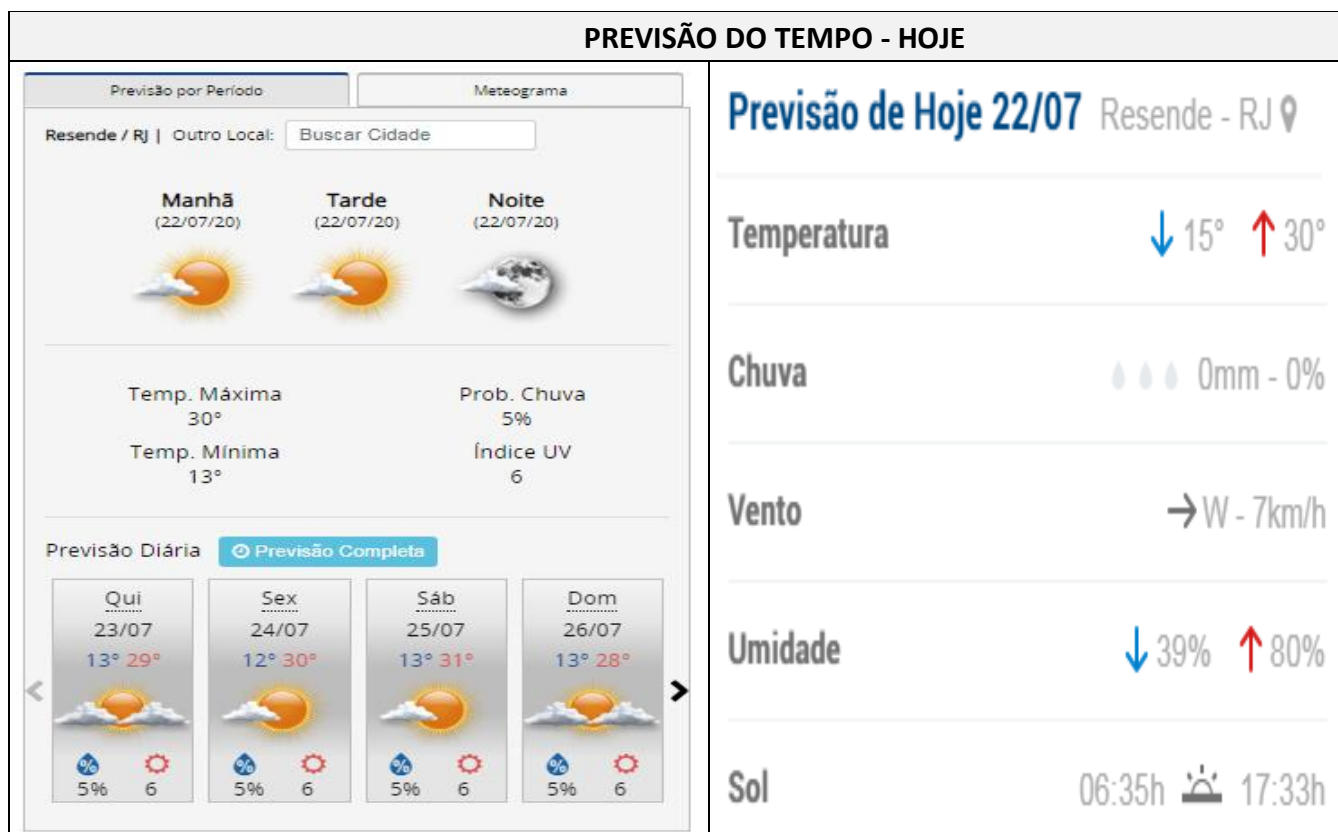 PREVISÃO DO TEMPO - HOJE
Previsão por Período
Meteograma
Resende / RJ | Outro Local: Buscar Cidade
Manhã Tarde Noite
(22/07/20) (22/07/20) (22/07/20)
Temp. Máxima Prob. Chuva
30° 5%
Temp. Mínima Índice UV
13° 6
Previsão Diária Previsão Completa
Qui Sex Sáb Dom
23/07 24/07 25/07 26/07
13° 29° 12° 30° 13° 31° 13° 28°
% % % %
5% 6 5% 6 5% 6 5% 6
Previsão de Hoje 22/07 Resende - RJ
Temperatura ↓ 15° ↑ 30°
Chuva 0mm - 0%
Vento → W - 7km/h
Umidade ↓ 39% ↑ 80%
Sol 06:35h 17:33h